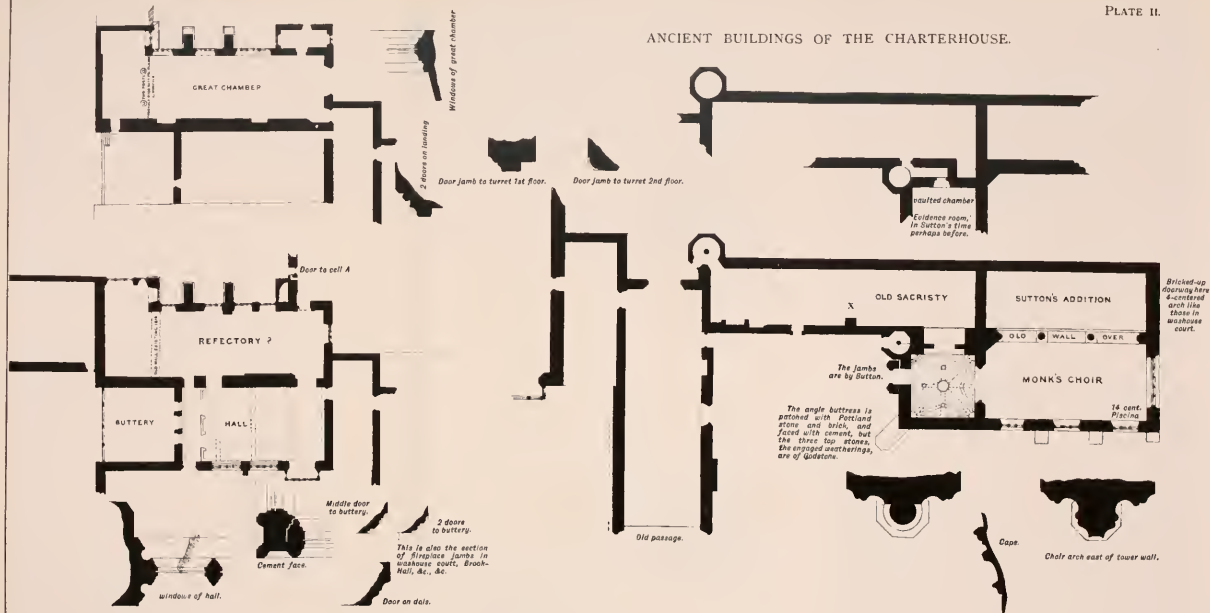 PLATE II.
ANCIENT BUILDINGS OF THE CHARTERHOUSE.
GREAT CHAMBER
Windows of great chamber
2 doors on landing
Door jamb to turret 1st floor.
Door jamb to turret 2nd floor.
vaulted chamber
'Evidence room,'
in Sutton's time
perhaps before.
Door to cell A
REFECTORY ?
BUTTERY
HALL
OLD SACRISTY
X
SUTTON'S ADDITION
OLD WALL OVER
MONK'S CHOIR
14 cent.
Piscina
Bricked-up
doorway here
4-centered
arch like
those in
washouse
court.
The jambs
are by Sutton.
The angle buttress is
patched with Portland
stone and brick, and
faced with cement, but
the three top stones,
the engaged weatherings,
are of Godstone.
Old passage.
windows of hall.
Cement face.
Middle door
to buttery.
2 doors
to buttery.
This is also the section
of fireplace jambs in
washouse court, Brook-
Hall, &c., &c.
Door on dais.
Cape.
Choir arch east of tower wall.